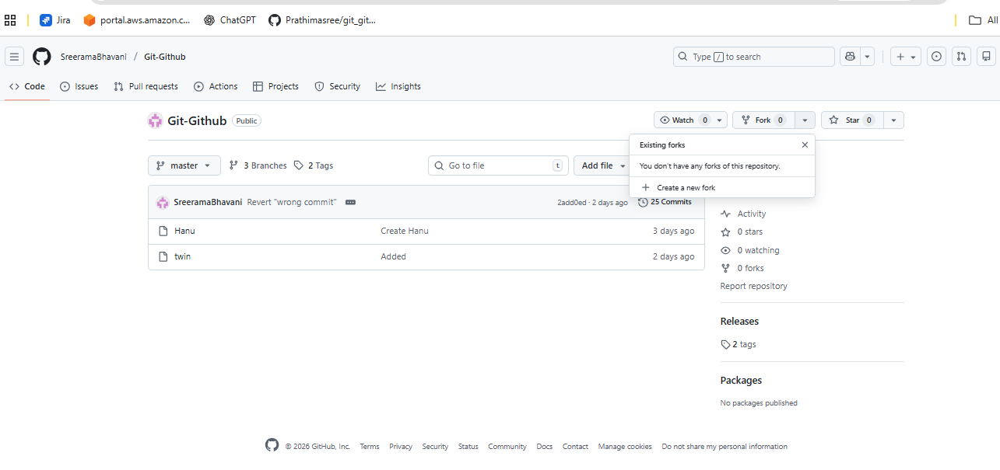 Jira portal.aws.amazon.c... ChatGPT Prathimasree/git_git... All
SreeramaBhavani / Git-Github Type / to search
Code Issues Pull requests Actions Projects Security Insights
Git-Github Public Watch 0 Fork 0 Star 0
Existing forks
You don't have any forks of this repository.
Create a new fork
master 3 Branches 2 Tags Go to file t Add file
SreeramaBhavani Revert "wrong commit" 2add0ed · 2 days ago 25 Commits
Hanu Create Hanu 3 days ago
twin Added 2 days ago
Activity
0 stars
0 watching
0 forks
Report repository
Releases
2 tags
Packages
No packages published
© 2026 GitHub, Inc. Terms Privacy Security Status Community Docs Contact Manage cookies Do not share my personal information